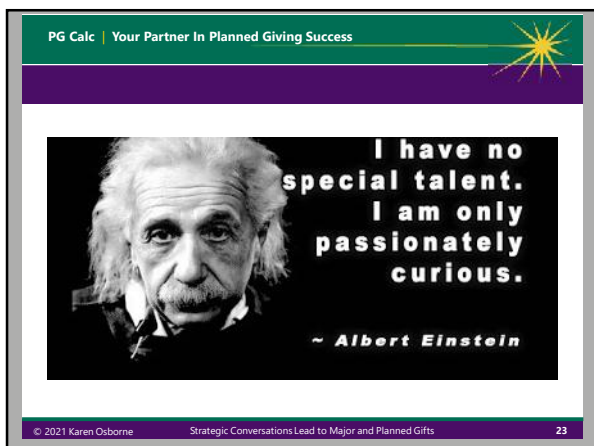 PG Calc | Your Partner In Planned Giving Success
I have no
special talent.
I am only
passionately
curious.
~ Albert Einstein
© 2021 Karen Osborne Strategic Conversations Lead to Major and Planned Gifts 23